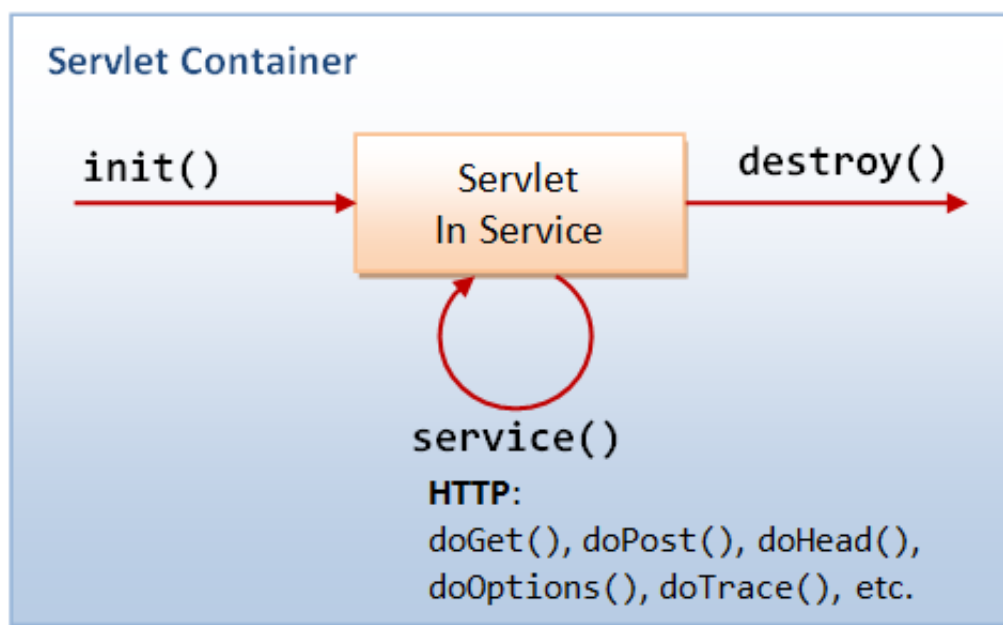 Servlet Container
init()
Servlet
In Service
destroy()
service()
HTTP:
doGet(), doPost(), doHead(),
doOptions(), doTrace(), etc.